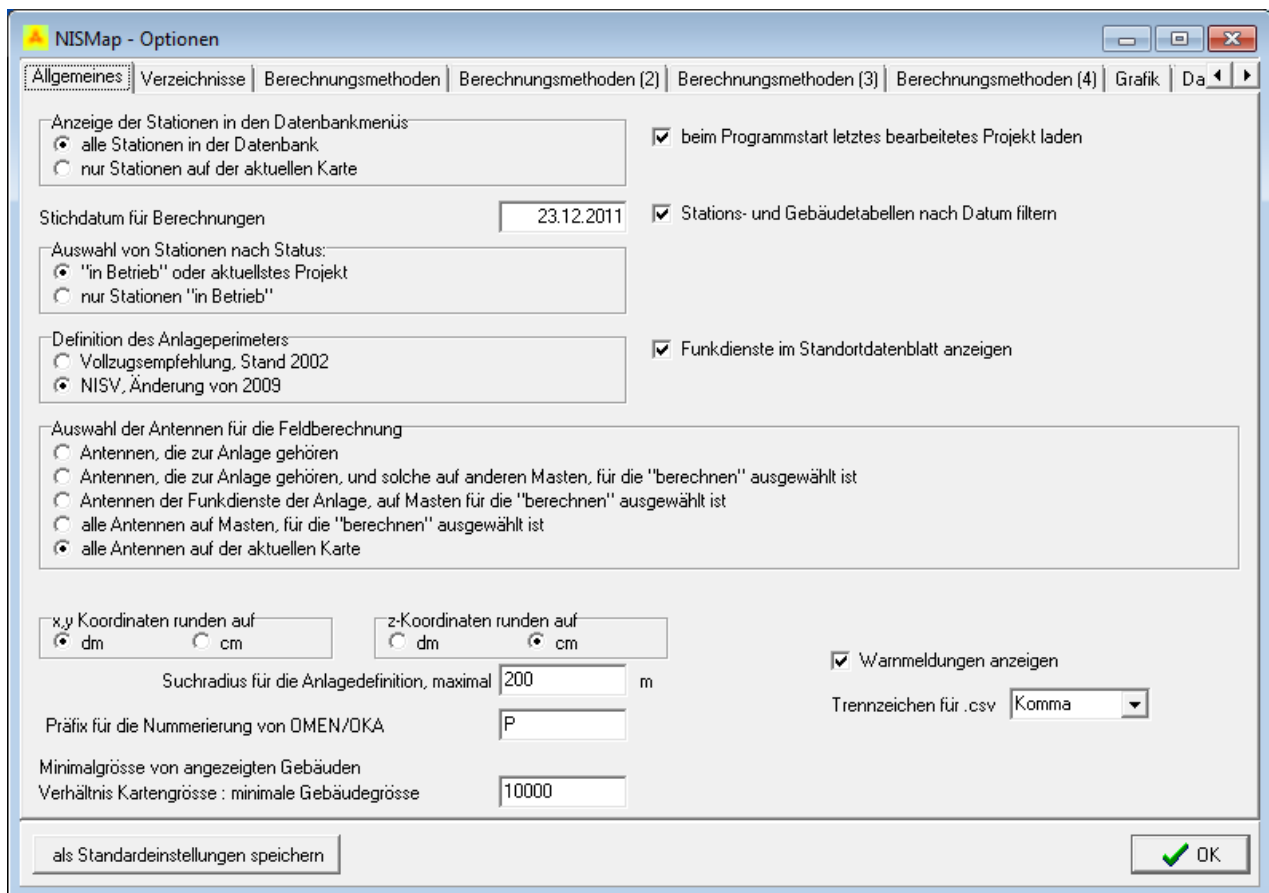 NISMap - Optionen
Allgemeines Verzeichnisse Berechnungsmethoden Berechnungsmethoden (2) Berechnungsmethoden (3) Berechnungsmethoden (4) Grafik Da
Anzeige der Stationen in den Datenbankmenüs
alle Stationen in der Datenbank
nur Stationen auf der aktuellen Karte
beim Programmstart letztes bearbeitetes Projekt laden
Stichdatum für Berechnungen 23.12.2011
Stations- und Gebäudetabellen nach Datum filtern
Auswahl von Stationen nach Status:
"in Betrieb" oder aktuellstes Projekt
nur Stationen "in Betrieb"
Definition des Anlageperimeters
Vollzugsempfehlung, Stand 2002
NISV, Änderung von 2009
Funkdienste im Standortdatenblatt anzeigen
Auswahl der Antennen für die Feldberechnung
Antennen, die zur Anlage gehören
Antennen, die zur Anlage gehören, und solche auf anderen Masten, für die "berechnen" ausgewählt ist
Antennen der Funkdienste der Anlage, auf Masten für die "berechnen" ausgewählt ist
alle Antennen auf Masten, für die "berechnen" ausgewählt ist
alle Antennen auf der aktuellen Karte
x,y Koordinaten runden auf
dm cm
z-Koordinaten runden auf
dm cm
Suchradius für die Anlagedefinition, maximal 200 m
Warnmeldungen anzeigen
Trennzeichen für .csv Komma
Präfix für die Nummerierung von OMEN/OKA P
Minimalgrösse von angezeigten Gebäuden
Verhältnis Kartengrösse : minimale Gebäudegrösse 10000
als Standardeinstellungen speichern
OK